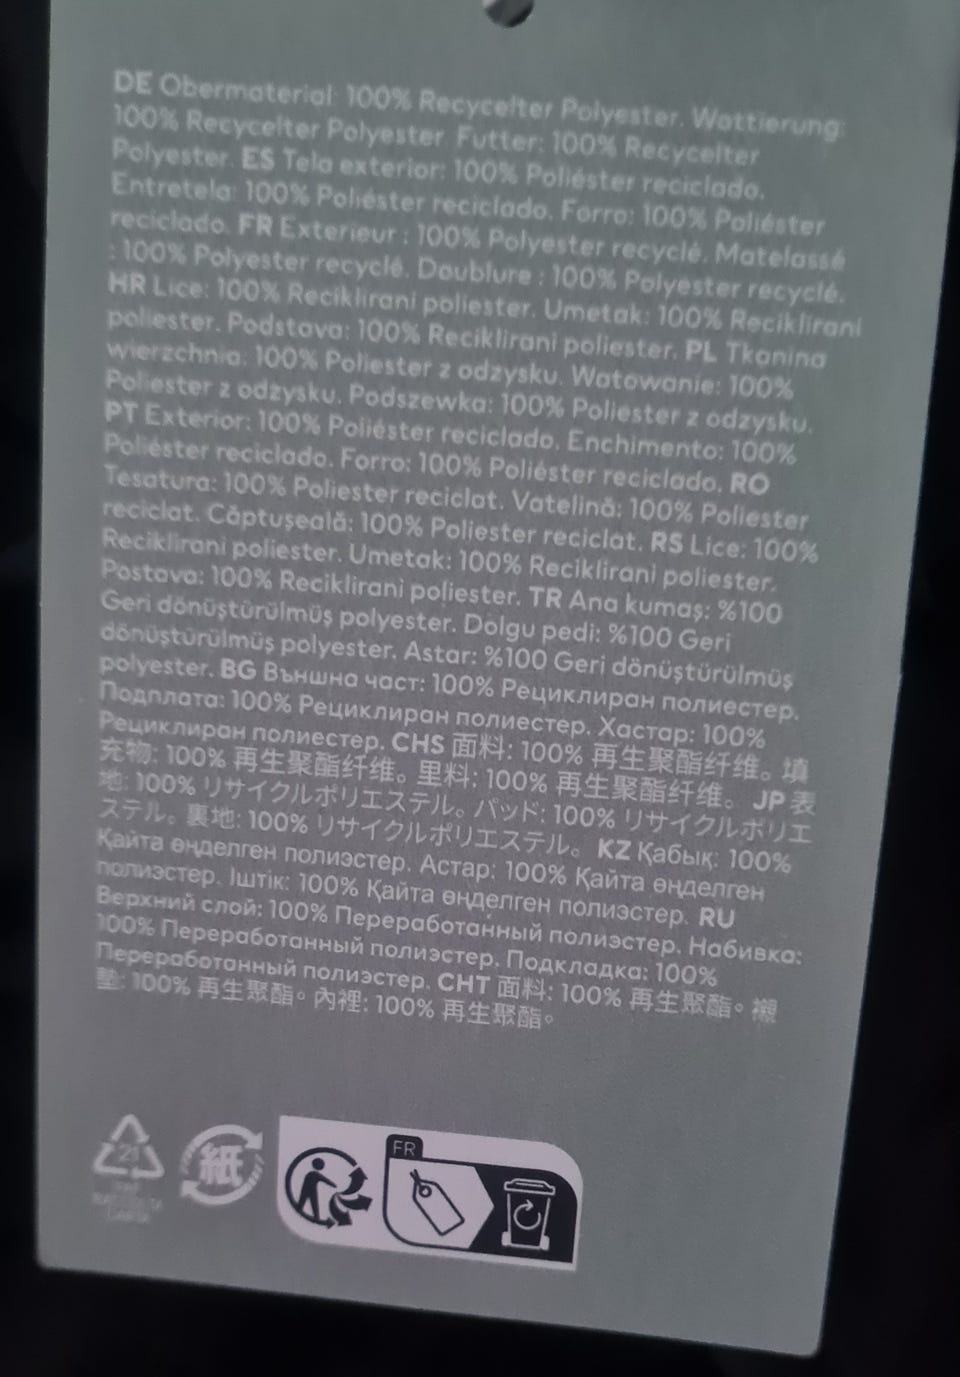 DE Obermaterial: 100% Recycelter Polyester. Wattierung:
100% Recycelter Polyester Futter: 100% Recycelter
Polyester. ES Tela exterior: 100% Poliéster reciclado.
Entretela: 100% Poliéster reciclado. Forro: 100% Poliéster
reciclado. FR Exterieur : 100% Polyester recyclé. Matelassé
: 100% Polyester recyclé. Doublure : 100% Polyester recyclé.
HR Lice: 100% Reciklirani poliester. Umetak: 100% Reciklirani
poliester. Podstava: 100% Reciklirani poliester. PL Tkanina
wierzchnia: 100% Poliester z odzysku. Watowanie: 100%
Poliester z odzysku. Podszewka: 100% Poliester z odzysku.
PT Exterior: 100% Poliéster reciclado. Enchimento: 100%
Poliéster reciclado. Forro: 100% Poliéster reciclado. RO
Tesatura: 100% Poliester reciclat. Vatelină: 100% Poliester
reciclat. Căptuşeală: 100% Poliester reciclat. RS Lice: 100%
Reciklirani poliester. Umetak: 100% Reciklirani poliester.
Postava: 100% Reciklirani poliester. TR Ana kumaş: %100
Geri dönüştürülmüş polyester. Dolgu pedi: %100 Geri
dönüştürülmüş polyester. Astar: %100 Geri dönüştürülmüş
polyester. BG Външна част: 100% Рециклиран полиестер.
Подплата: 100% Рециклиран полиестер. Хастар: 100%
Рециклиран полиестер. CHS 面料: 100% 再生聚酯纤维。填
充物: 100% 再生聚酯纤维。里料: 100% 再生聚酯纤维。 JP 表
地: 100% リサイクルポリエステル。パッド: 100% リサイクルポリエ
ステル。裏地: 100% リサイクルポリエステル。 KZ Қабық: 100%
Қайта өңделген полиэстер. Астар: 100% Қайта өңделген
полиэстер. Іштік: 100% Қайта өңделген полиэстер. RU
Верхний слой: 100% Переработанный полиэстер. Набивка:
100% Переработанный полиэстер. Подкладка: 100%
Переработанный полиэстер. CHT 面料: 100% 再生聚酯。襯
墊: 100% 再生聚酯。內裡: 100% 再生聚酯。
21
紙
FR